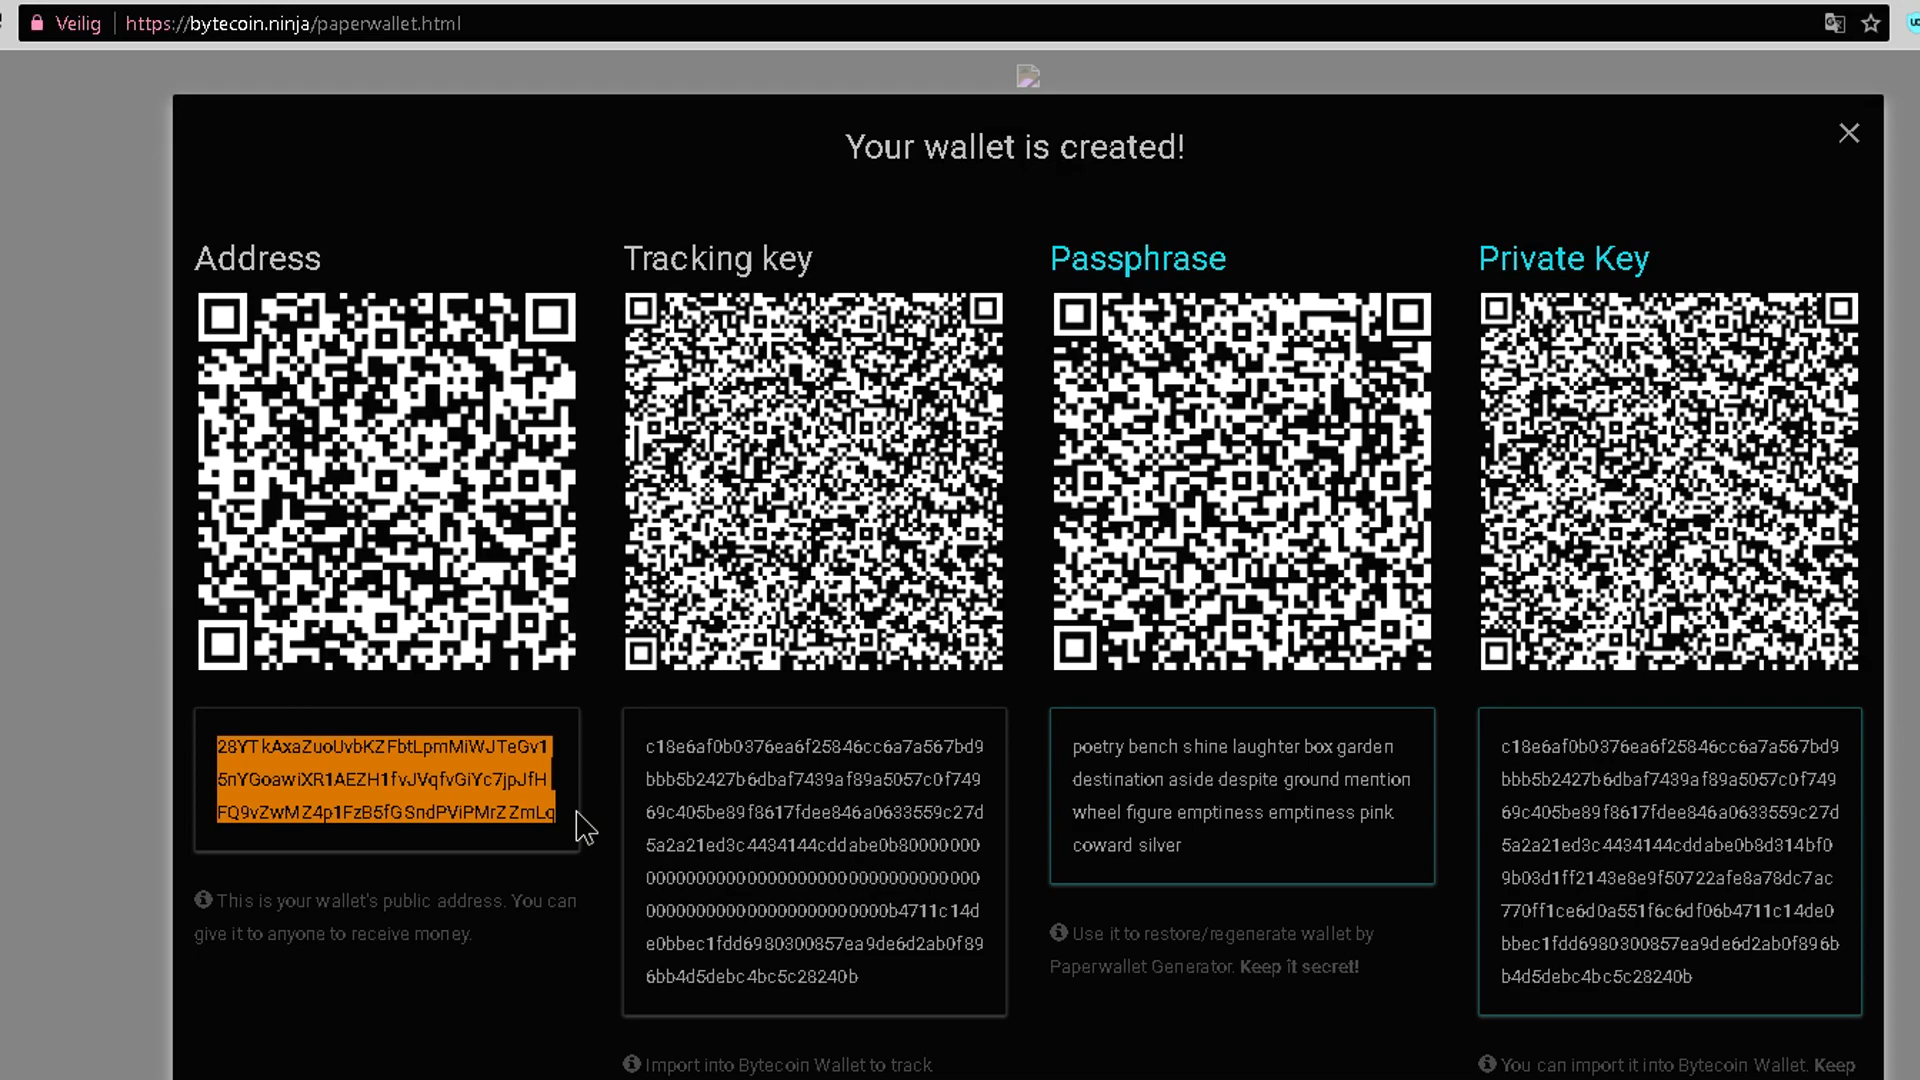 Veilig
https://bytecoin.ninja/paperwallet.html
Your wallet is created!
Address
28YTkAxaZuoUvbKZFbtLpmMiWJTeGv1
5nYGoawiXR1AEZH1fvJVqfvGiYc7jpJfH
FQ9vZwMZ4p1FzB5fGSndPViPMrZZmLq
This is your wallet's public address. You can
give it to anyone to receive money.
Tracking key
c18e6af0b0376ea6f25846cc6a7a567bd9
bbb5b2427b6dbaf7439af89a5057c0f749
69c405be89f8617fdee846a0633559c27d
5a2a21ed3c4434144cddabe0b80000000
0000000000000000000000000000000000
000000000000000000000000b4711c14d
e0bbec1fdd6980300857ea9de6d2ab0f89
6bb4d5debc4bc5c28240b
Import into Bytecoin Wallet to track
Passphrase
poetry bench shine laughter box garden
destination aside despite ground mention
wheel figure emptiness emptiness pink
coward silver
Use it to restore/regenerate wallet by
Paperwallet Generator. Keep it secret!
Private Key
c18e6af0b0376ea6f25846cc6a7a567bd9
bbb5b2427b6dbaf7439af89a5057c0f749
69c405be89f8617fdee846a0633559c27d
5a2a21ed3c4434144cddabe0b8d314bf0
9b03d1ff2143e8e9f50722afe8a78dc7ac
770ff1ce6d0a551f6c6df06b4711c14de0
bbec1fdd6980300857ea9de6d2ab0f896b
b4d5debc4bc5c28240b
You can import it into Bytecoin Wallet. Keep